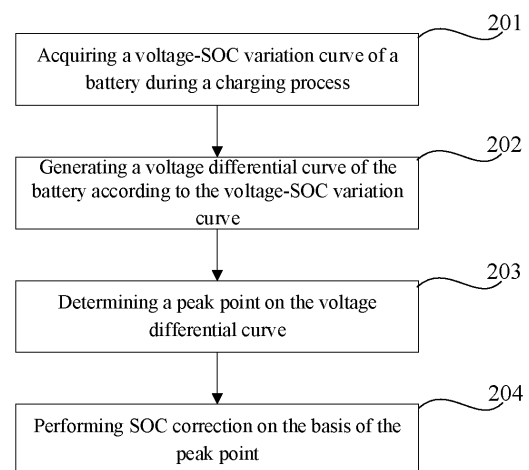 201
Acquiring a voltage-SOC variation curve of a
battery during a charging process
202
Generating a voltage differential curve of the
battery according to the voltage-SOC variation
curve
203
Determining a peak point on the voltage
differential curve
204
Performing SOC correction on the basis of the
peak point